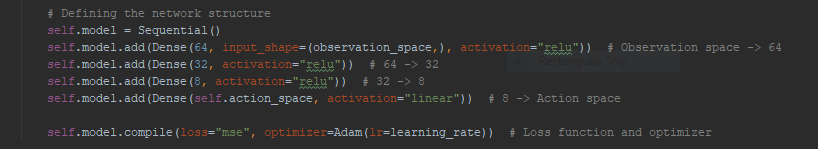 # Defining the network structure
self.model = Sequential()
self.model.add(Dense(64, input_shape=(observation_space,), activation="relu"))  # Observation space -> 64
self.model.add(Dense(32, activation="relu"))  # 64 -> 32
Rectangular Snip
self.model.add(Dense(8, activation="relu"))  # 32 -> 8
self.model.add(Dense(self.action_space, activation="linear"))  # 8 -> Action space
self.model.compile(loss="mse", optimizer=Adam(lr=learning_rate))  # Loss function and optimizer